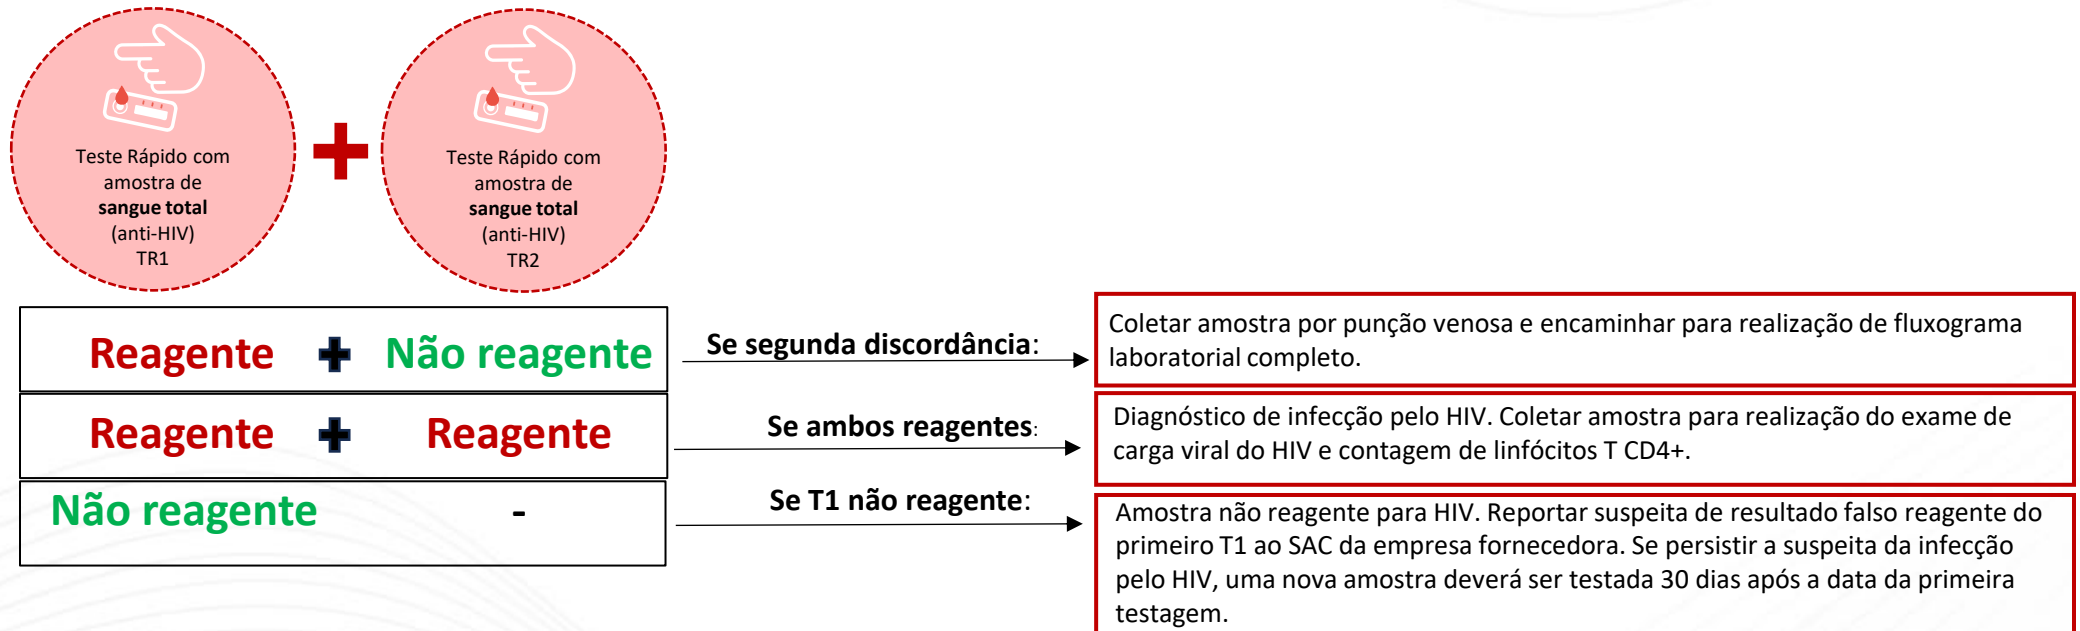 Teste Rápido com
amostra de
sangue total
(anti-HIV)
TR1
Teste Rápido com
amostra de
sangue total
(anti-HIV)
TR2
Reagente + Não reagente
Se segunda discordância:
Coletar amostra por punção venosa e encaminhar para realização de fluxograma
laboratorial completo.
Reagente + Reagente
Se ambos reagentes:
Diagnóstico de infecção pelo HIV. Coletar amostra para realização do exame de
carga viral do HIV e contagem de linfócitos T CD4+.
Não reagente -
Se T1 não reagente:
Amostra não reagente para HIV. Reportar suspeita de resultado falso reagente do
primeiro T1 ao SAC da empresa fornecedora. Se persistir a suspeita da infecção
pelo HIV, uma nova amostra deverá ser testada 30 dias após a data da primeira
testagem.